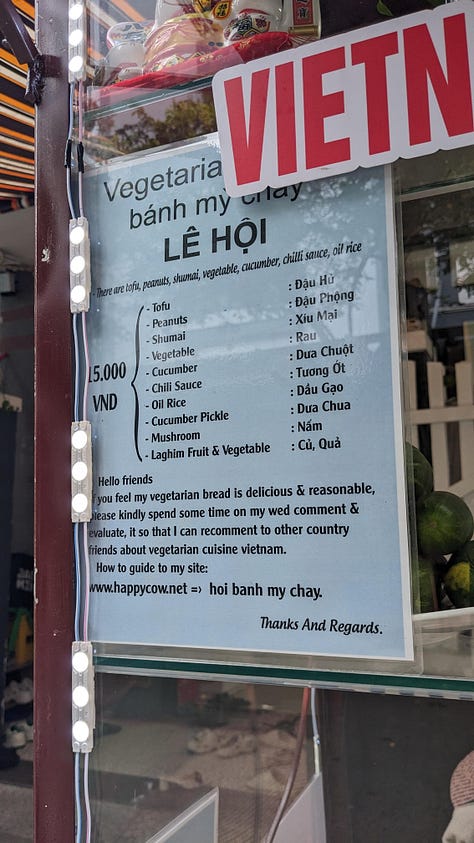 VIETN
Vegetaria
bánh mỳ chay
LÊ HỘI
- There are tofu, peanuts, shumai, vegetable, cucumber, chilli sauce, oil rice
- Tofu : Đậu Hủ
- Peanuts : Đậu Phộng
- Shumai : Xíu Mại
- Vegetable : Rau
15.000 VND
- Cucumber : Dưa Chuột
- Chili Sauce : Tương Ớt
- Oil Rice : Dầu Gạo
- Cucumber Pickle : Dưa Chua
- Mushroom : Nấm
- Laghim Fruit & Vegetable : Củ, Quả
Hello friends
If you feel my vegetarian bread is delicious & reasonable,
please kindly spend some time on my wed comment &
evaluate, it so that I can recomment to other country
friends about vegetarian cuisine vietnam.
How to guide to my site:
www.happycow.net => hoi banh my chay.
Thanks And Regards.